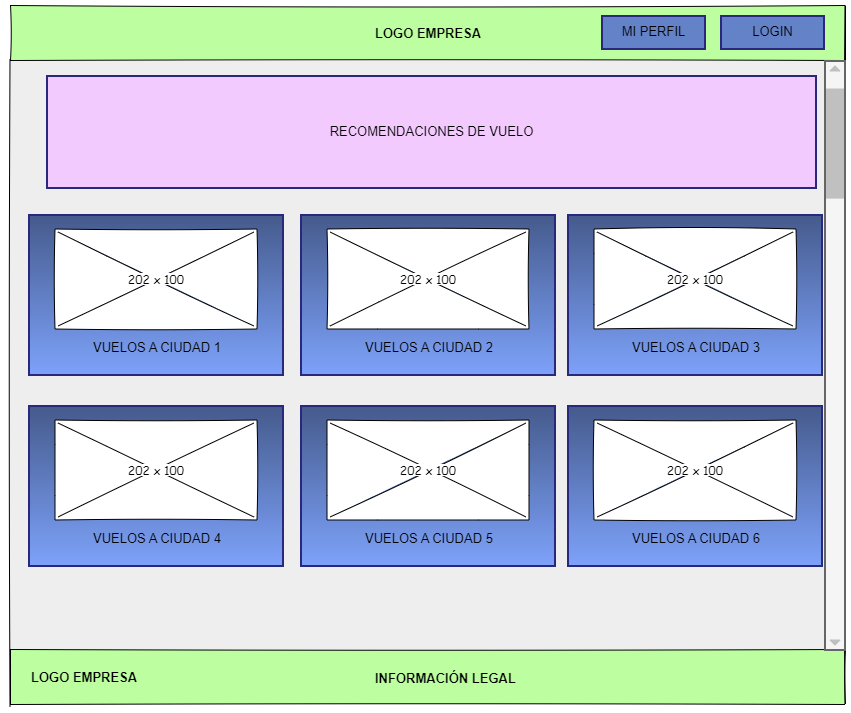 LOGO EMPRESA
MI PERFIL
LOGIN
RECOMENDACIONES DE VUELO
202 x 100
202 x 100
202 x 100
VUELOS A CIUDAD 1
VUELOS A CIUDAD 2
VUELOS A CIUDAD 3
202 x 100
202 x 100
202 x 100
VUELOS A CIUDAD 4
VUELOS A CIUDAD 5
VUELOS A CIUDAD 6
LOGO EMPRESA
INFORMACIÓN LEGAL